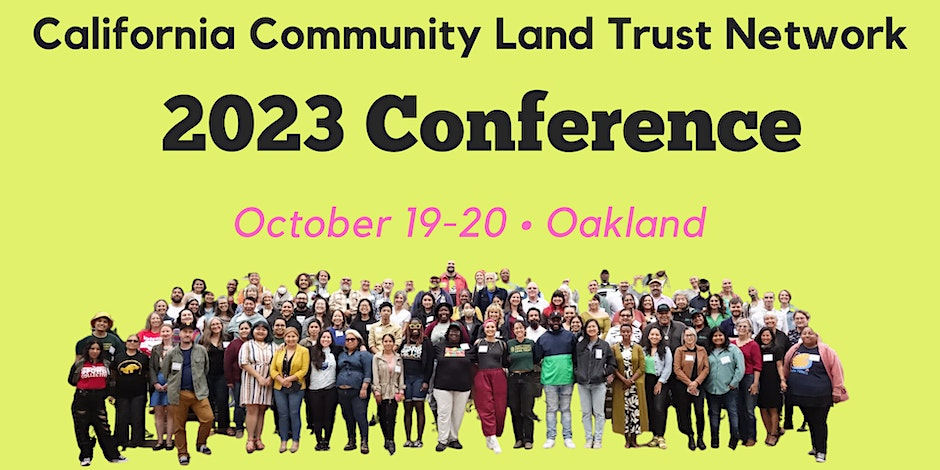 California Community Land Trust Network
2023 Conference
October 19-20 • Oakland